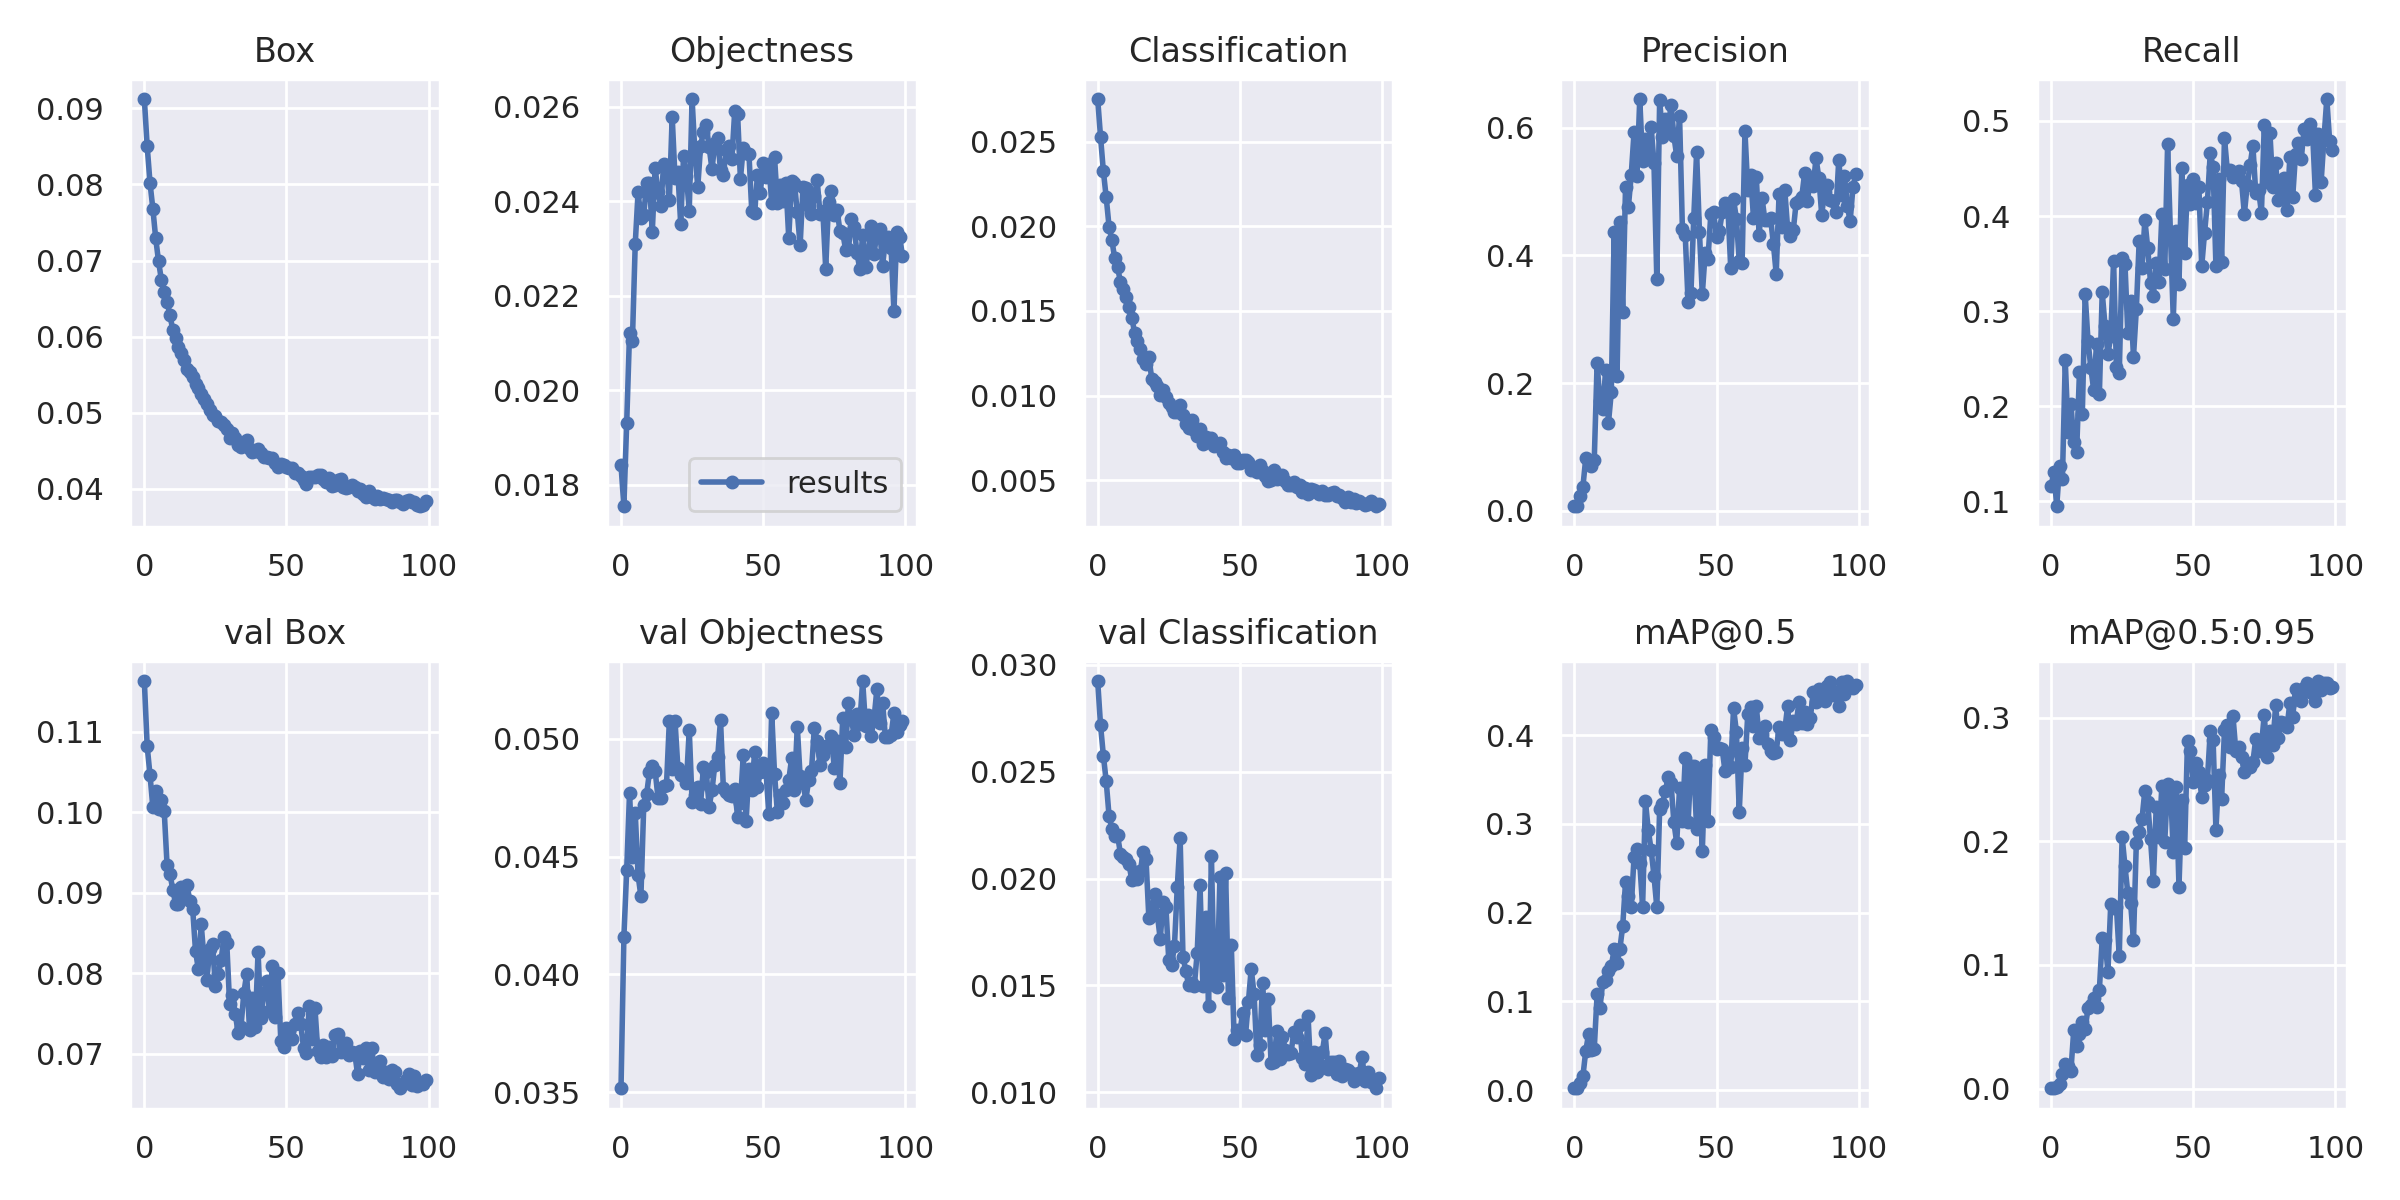 Box
0.09
0.08
0.07
0.06
0.05
0.04
0 50 100
Objectness
0.026
0.024
0.022
0.020
0.018
results
0 50 100
Classification
0.025
0.020
0.015
0.010
0.005
0 50 100
Precision
0.6
0.4
0.2
0.0
0 50 100
Recall
0.5
0.4
0.3
0.2
0.1
0 50 100
val Box
0.11
0.10
0.09
0.08
0.07
0 50 100
val Objectness
0.050
0.045
0.040
0.035
0 50 100
val Classification
0.030
0.025
0.020
0.015
0.010
0 50 100
mAP@0.5
0.4
0.3
0.2
0.1
0.0
0 50 100
mAP@0.5:0.95
0.3
0.2
0.1
0.0
0 50 100